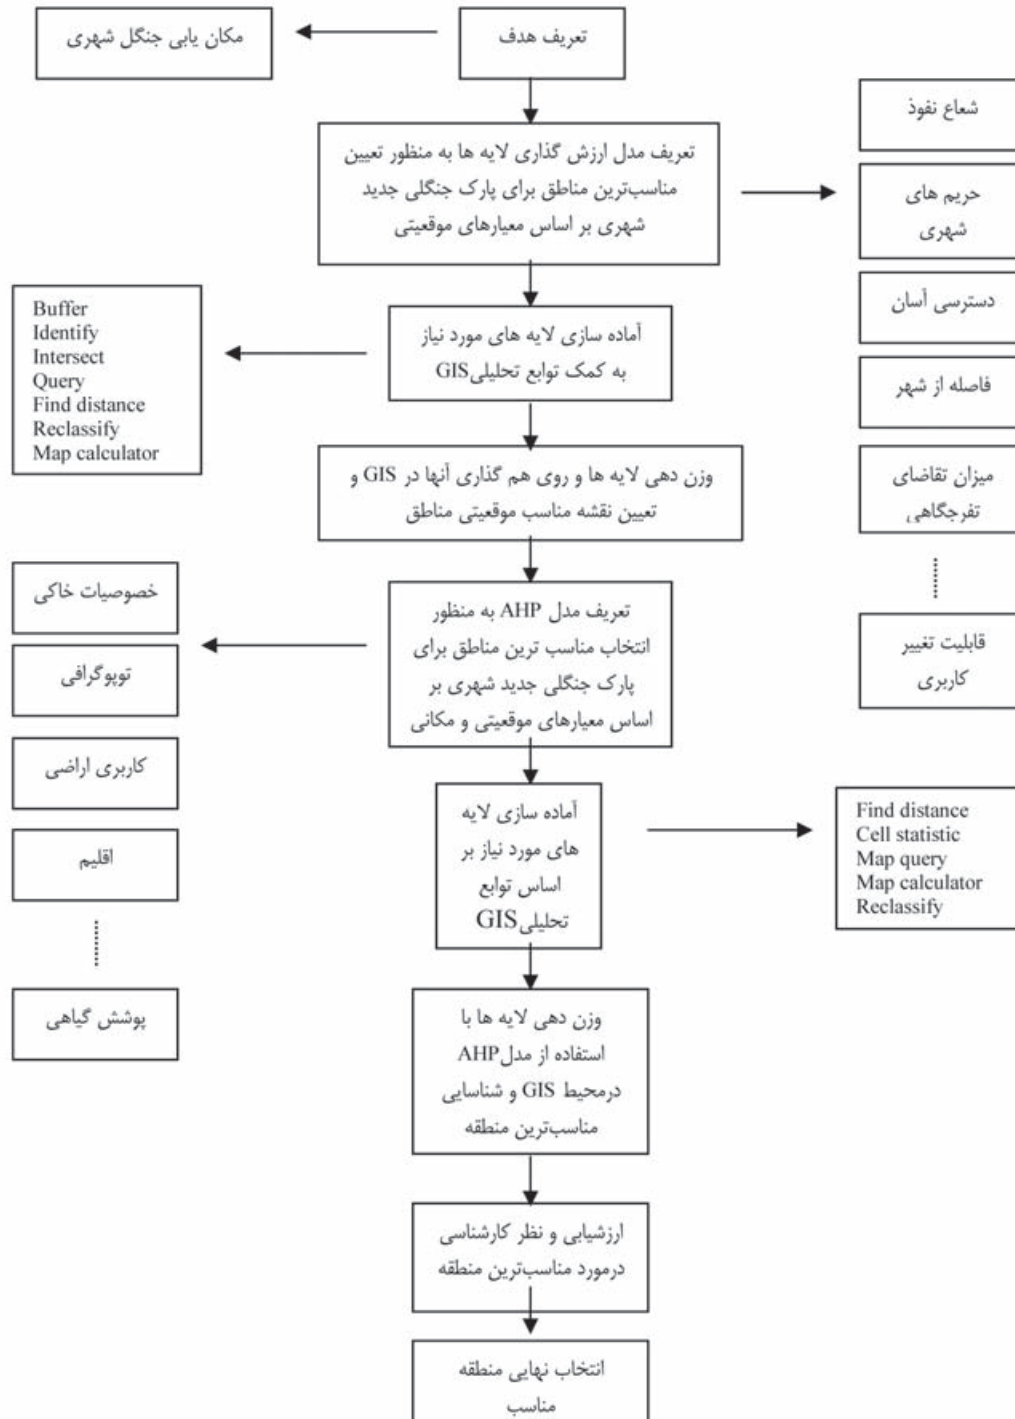 تعریف هدف
مکان یابی جنگل شهری
تعریف مدل ارزش گذاری لایه ها به منظور تعیین
مناسب‌ترین مناطق برای پارک جنگلی جدید
شهری بر اساس معیارهای موقعیتی
شعاع نفوذ
حریم های
شهری
دسترسی آسان
فاصله از شهر
میزان تقاضای
تفرجگاهی
قابلیت تغییر
کاربری
آماده سازی لایه های مورد نیاز
به کمک توابع تحلیلیGIS
Buffer
Identify
Intersect
Query
Find distance
Reclassify
Map calculator
وزن دهی لایه ها و روی هم گذاری آنها در GIS و
تعیین نقشه مناسب موقعیتی مناطق
تعریف مدل AHP به منظور
انتخاب مناسب ترین مناطق برای
پارک جنگلی جدید شهری بر
اساس معیارهای موقعیتی و مکانی
خصوصیات خاکی
توپوگرافی
کاربری اراضی
اقلیم
پوشش گیاهی
آماده سازی لایه
های مورد نیاز بر
اساس توابع
تحلیلیGIS
Find distance
Cell statistic
Map query
Map calculator
Reclassify
وزن دهی لایه ها با
استفاده از مدلAHP
درمحیط GIS و شناسایی
مناسب‌ترین منطقه
ارزشیابی و نظر کارشناسی
درمورد مناسب‌ترین منطقه
انتخاب نهایی منطقه
مناسب